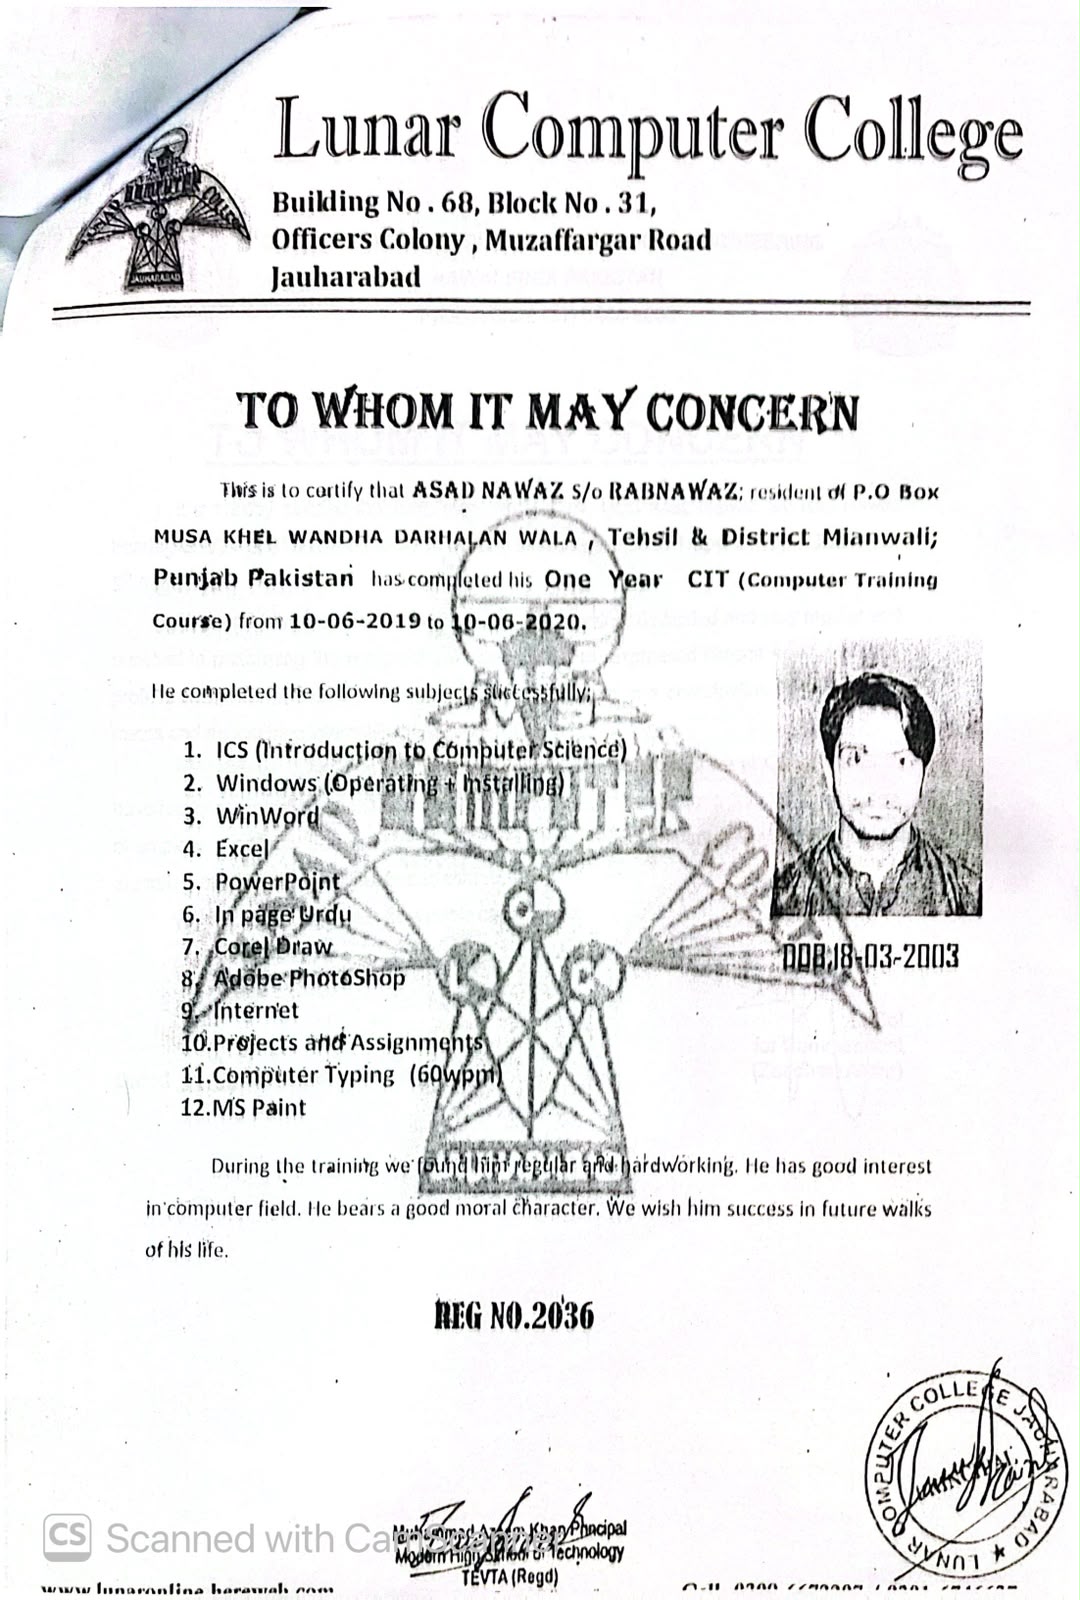 Lunar Computer College
Building No . 68, Block No . 31,
Officers Colony , Muzaffargar Road
Jauharabad
JAUHARABAD
TO WHOM IT MAY CONCERN
This is to certify that ASAD NAWAZ S/o RABNAWAZ; resident of P.O Box
MUSA KHEL WANDHA DARHALAN WALA , Tehsil & District Mianwali;
Punjab Pakistan has completed his One Year CIT (Computer Training
Course) from 10-06-2019 to 10-06-2020.
He completed the following subjects successfully;
1. ICS (Introduction to Computer Science)
2. Windows (Operating + Installing)
3. WinWord
4. Excel
5. PowerPoint
6. In page Urdu
7. Corel Draw
8. Adobe PhotoShop
9. Internet
10.Projects and Assignments
11.Computer Typing (60wpm)
12.MS Paint
DOB;18-03-2003
During the training we found him regular and hardworking. He has good interest
in computer field. He bears a good moral character. We wish him success in future walks
of his life.
REG NO.2036
LUNAR COMPUTER COLLEGE JAUHARABAD
Muhammad Khan Principal
Modern High School of Technology
TEVTA (Regd)
CS Scanned with CamScanner
www.lunaronline.heraweb.com